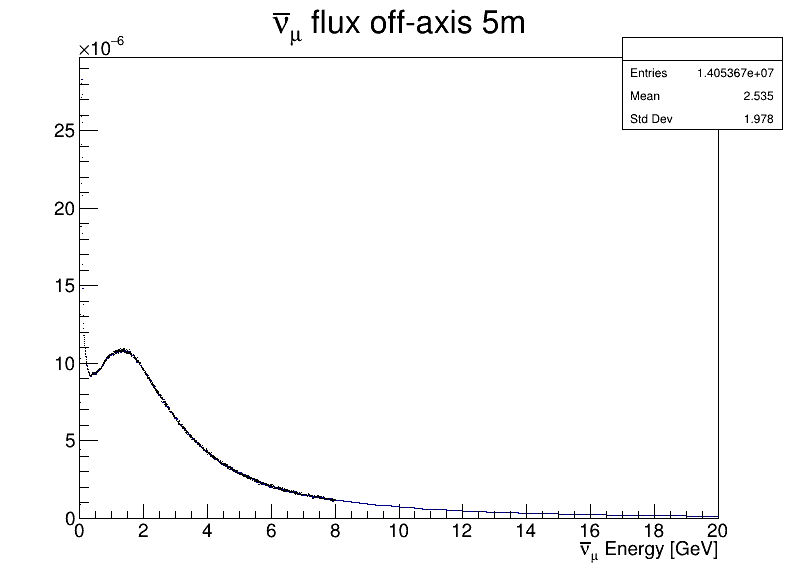 ν̅μ flux off-axis 5m
×10⁻⁶
Entries 1.405367e+07
Mean 2.535
Std Dev 1.978
25
20
15
10
5
0
0 2 4 6 8 10 12 14 16 18 20
ν̅μ Energy [GeV]